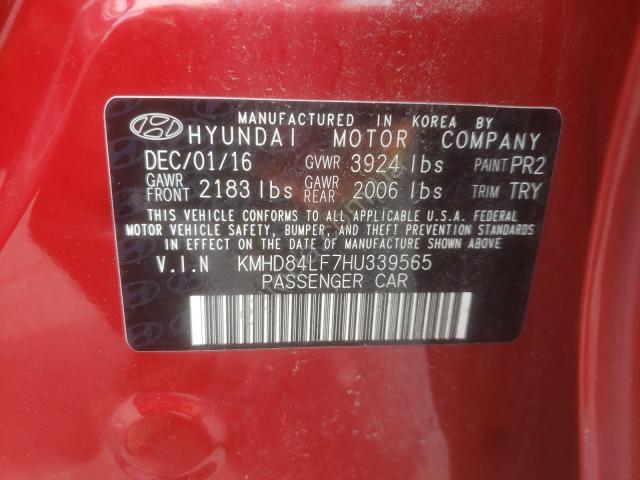 MANUFACTURED IN KOREA BY
HYUNDAI MOTOR COMPANY
DEC/01/16 GVWR 3924 lbs PAINT PR2
GAWR FRONT 2183 lbs GAWR REAR 2006 lbs TRIM TRY
THIS VEHICLE CONFORMS TO ALL APPLICABLE U.S.A. FEDERAL
MOTOR VEHICLE SAFETY, BUMPER, AND THEFT PREVENTION STANDARDS
IN EFFECT ON THE DATE OF MANUFACTURE SHOWN ABOVE.
V.I.N KMHD84LF7HU339565
PASSENGER CAR